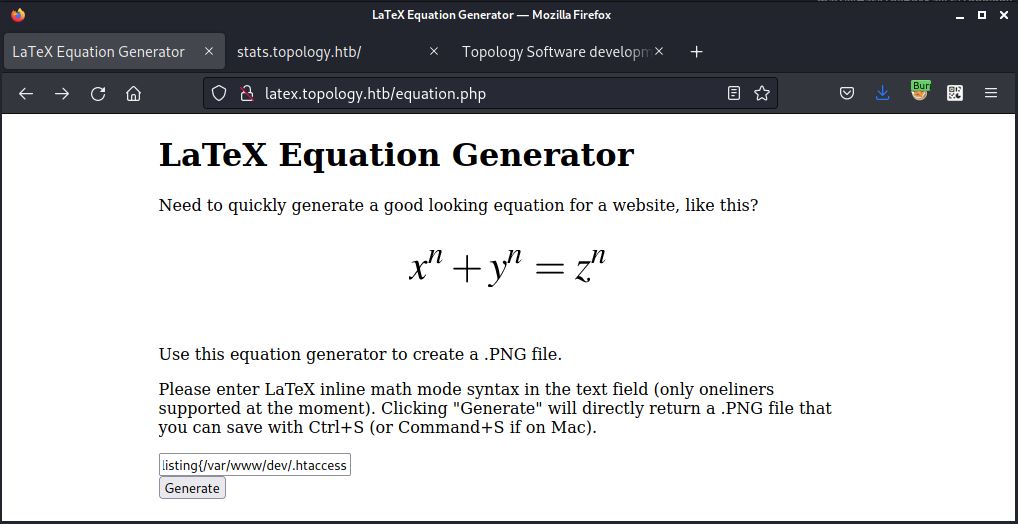 LaTeX Equation Generator — Mozilla Firefox
LaTeX Equation Generator
stats.topology.htb/
Topology Software developm
latex.topology.htb/equation.php
Bur
LaTeX Equation Generator
Need to quickly generate a good looking equation for a website, like this?
xⁿ + yⁿ = zⁿ
Use this equation generator to create a .PNG file.
Please enter LaTeX inline math mode syntax in the text field (only oneliners
supported at the moment). Clicking "Generate" will directly return a .PNG file that
you can save with Ctrl+S (or Command+S if on Mac).
listing{/var/www/dev/.htaccess
Generate